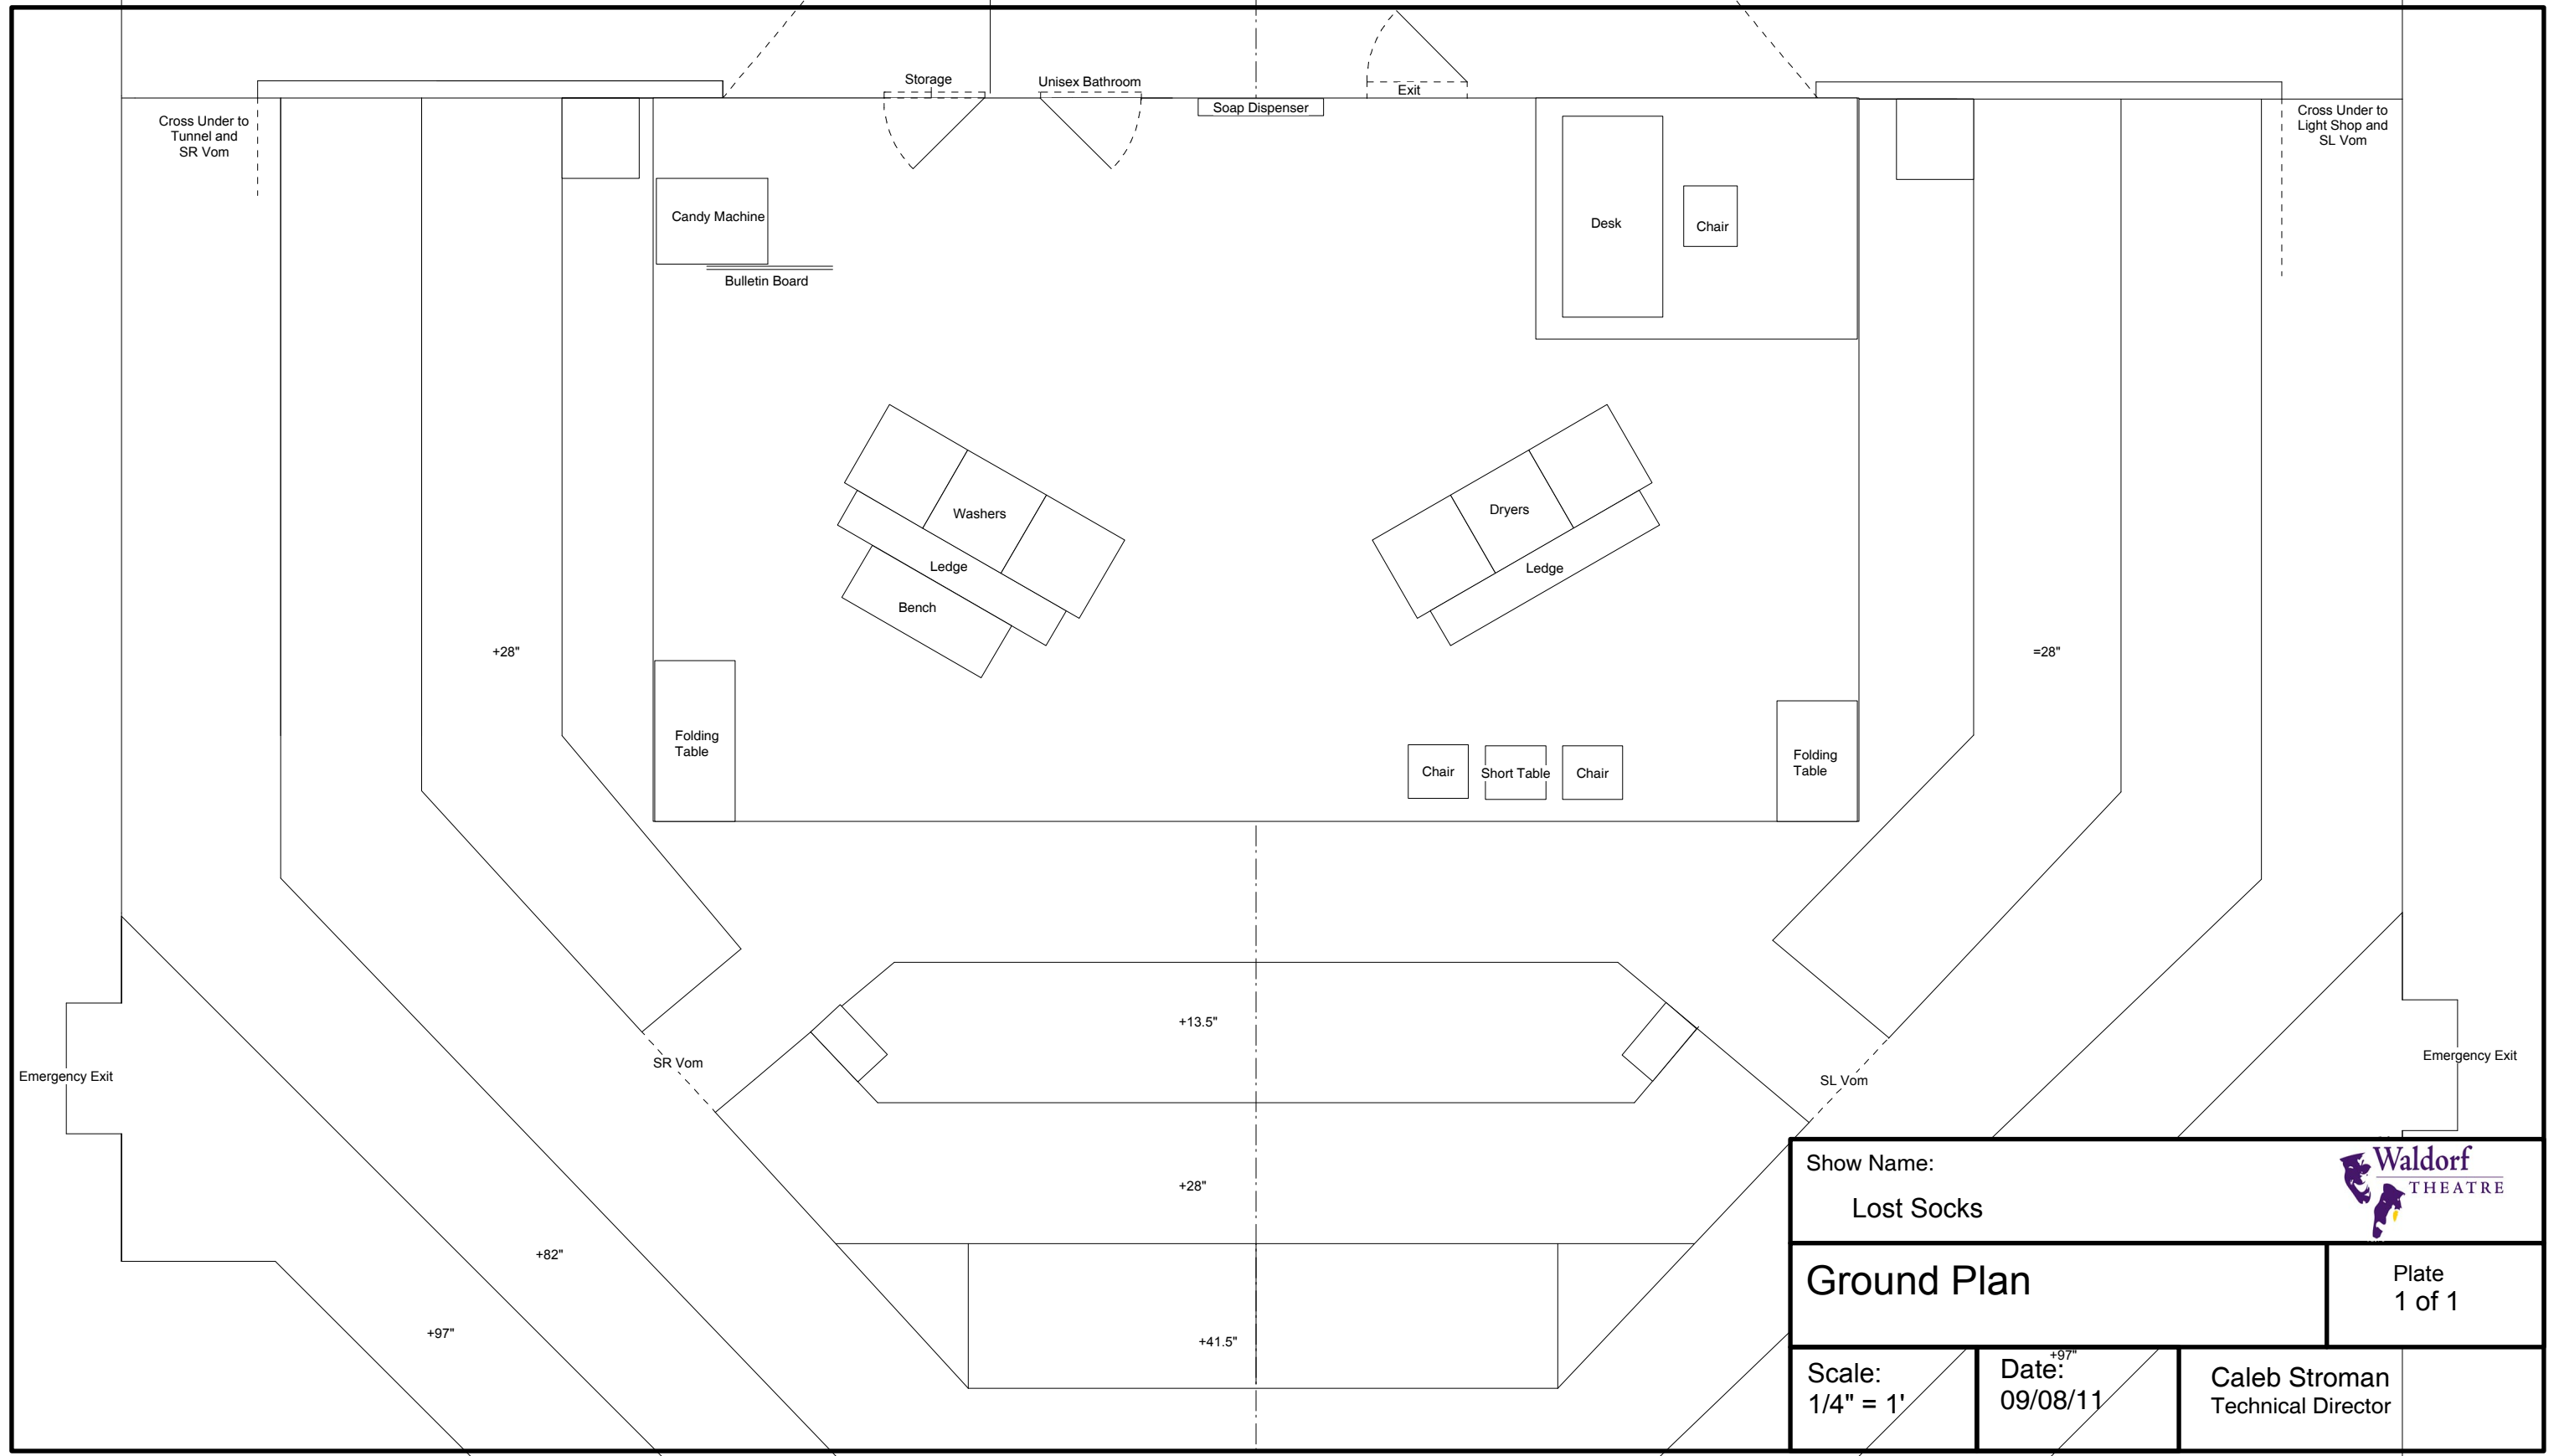 Storage
Unisex Bathroom
Exit
Soap Dispenser
Cross Under to
Tunnel and
SR Vom
Cross Under to
Light Shop and
SL Vom
Candy Machine
Bulletin Board
Desk
Chair
Washers
Ledge
Bench
Dryers
Ledge
+28"
=28"
Folding
Table
Chair
Short Table
Chair
Folding
Table
+13.5"
SR Vom
SL Vom
Emergency Exit
Emergency Exit
+28"
+82"
+97"
+41.5"
Show Name:
Lost Socks
Waldorf
THEATRE
Ground Plan
Plate
1 of 1
Scale:
1/4" = 1'
+97"
Date:
09/08/11
Caleb Stroman
Technical Director